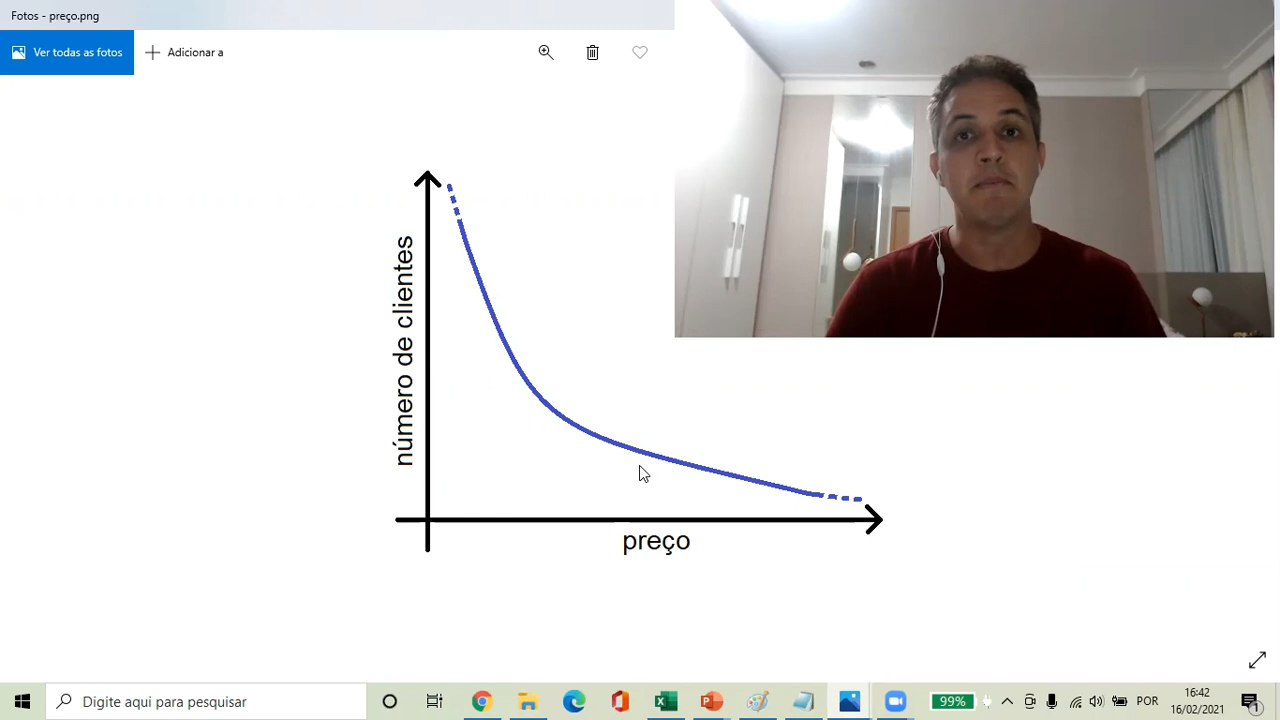 Fotos - preço.png
Ver todas as fotos
Adicionar a
número de clientes
preço
Digite aqui para pesquisar
99%
POR
16:42
16/02/2021
1